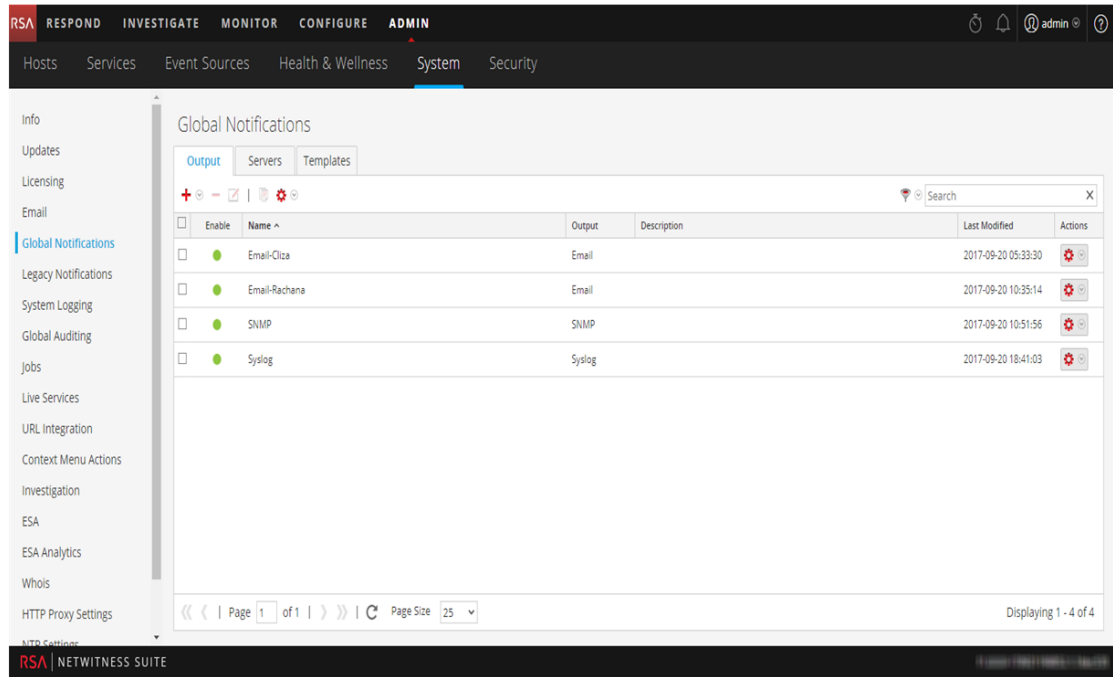 RSA RESPOND INVESTIGATE MONITOR CONFIGURE ADMIN admin
Hosts Services Event Sources Health & Wellness System Security
Info
Updates
Licensing
Email
Global Notifications
Legacy Notifications
System Logging
Global Auditing
Jobs
Live Services
URL Integration
Context Menu Actions
Investigation
ESA
ESA Analytics
Whois
HTTP Proxy Settings
NTP Settings
Global Notifications
Output Servers Templates
Search X
Enable Name Output Description Last Modified Actions
Email-Cliza Email 2017-09-20 05:33:30
Email-Rachana Email 2017-09-20 10:35:14
SNMP SNMP 2017-09-20 10:51:56
Syslog Syslog 2017-09-20 18:41:03
Page 1 of 1 Page Size 25 Displaying 1 - 4 of 4
RSA NETWITNESS SUITE